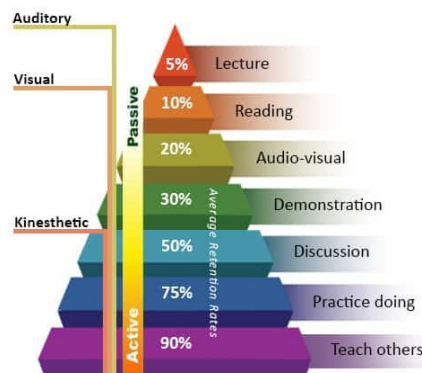 Auditory
Visual
Kinesthetic
Passive
Active
Average Retention Rates
5% Lecture
10% Reading
20% Audio-visual
30% Demonstration
50% Discussion
75% Practice doing
90% Teach others